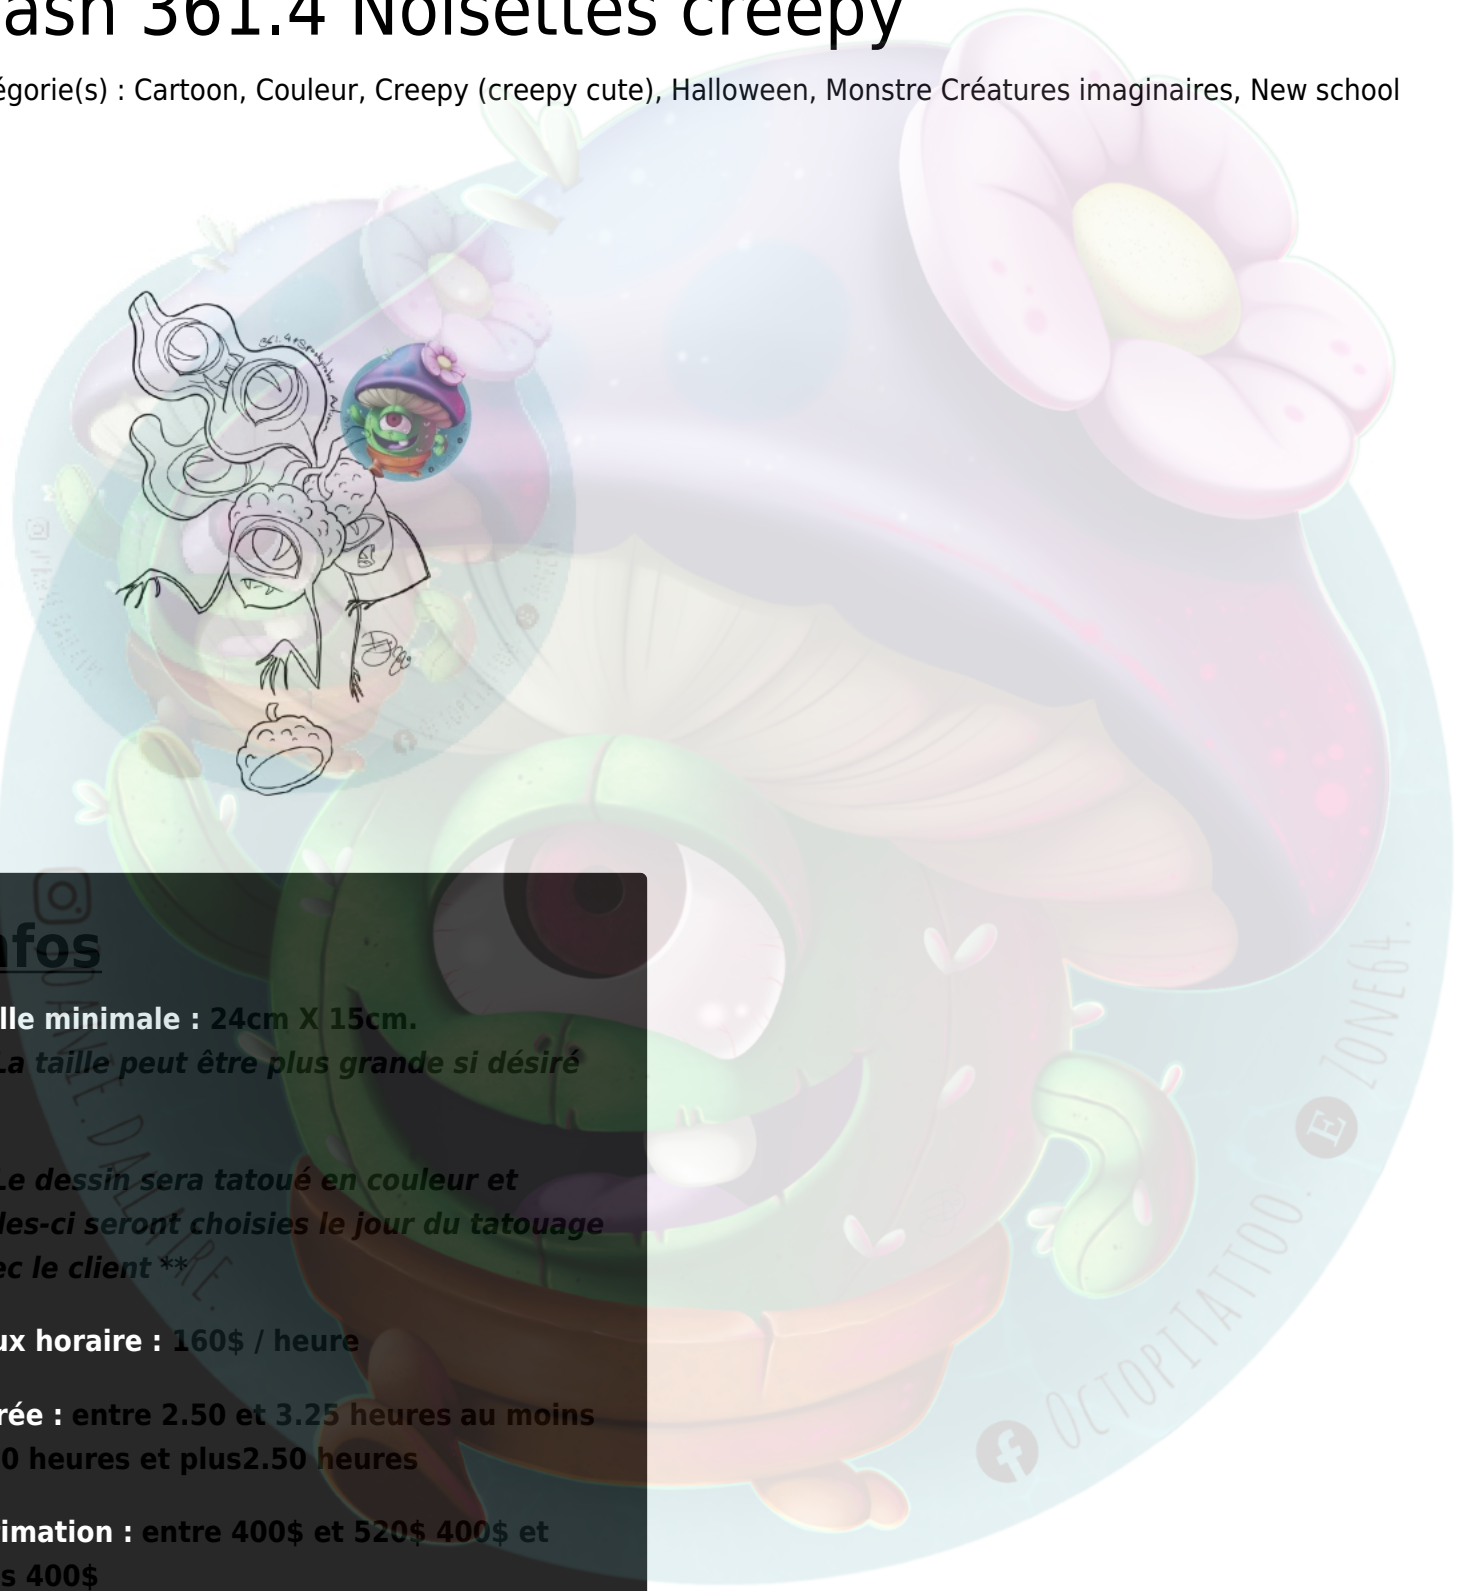 ash 361.4 Noisettes creepy
égorie(s) : Cartoon, Couleur, Creepy (creepy cute), Halloween, Monstre Créatures imaginaires, New school
nfos
lle minimale : 24cm X 15cm.
La taille peut être plus grande si désiré
Le dessin sera tatoué en couleur et
les-ci seront choisies le jour du tatouage
ec le client **
ux horaire : 160$ / heure
rée : entre 2.50 et 3.25 heures au moins
0 heures et plus2.50 heures
imation : entre 400$ et 520$ 400$ et
s 400$
DAVZE.DALLAIRE.
OCTOPITATTOO.
E ZONE64.